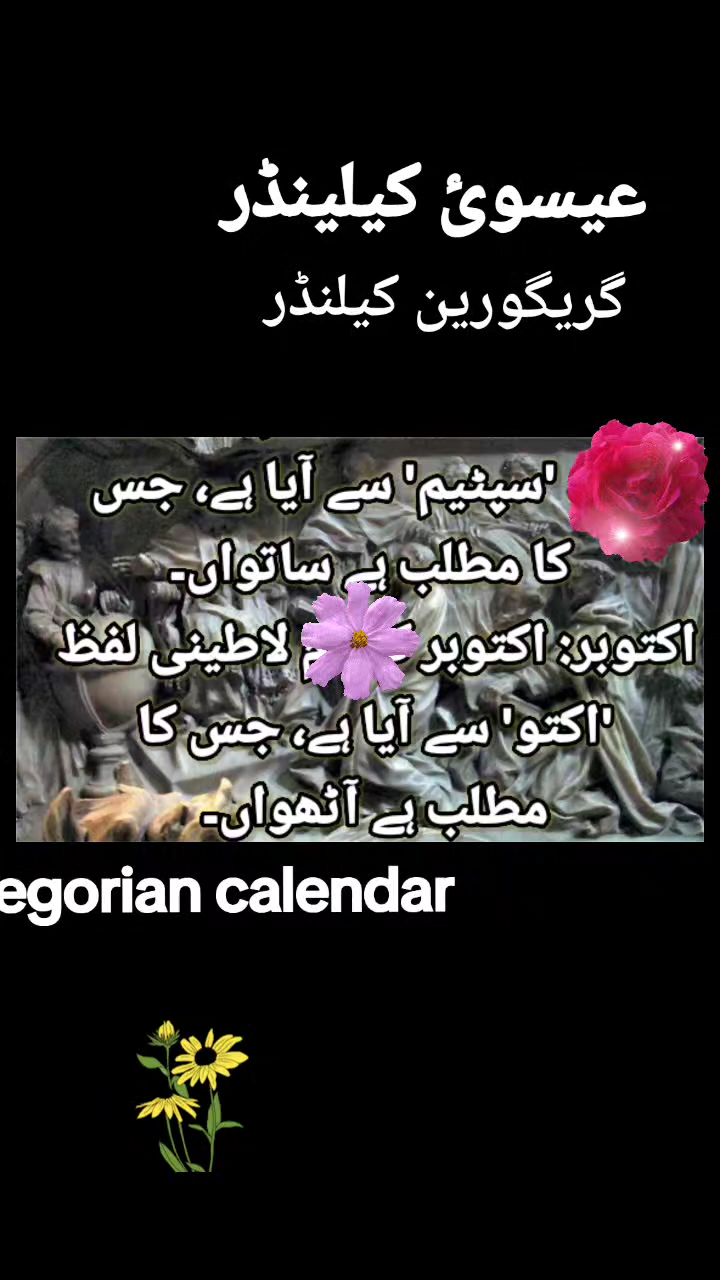 عیسوئ کیلینڈر
گریگورین کیلنڈر
'سپٹیم' سے آیا ہے، جس
کا مطلب ہے ساتواں۔
اکتوبر: اکتوبر لاطینی لفظ
'اکتو' سے آیا ہے، جس کا
مطلب ہے آٹھواں۔
egorian calendar